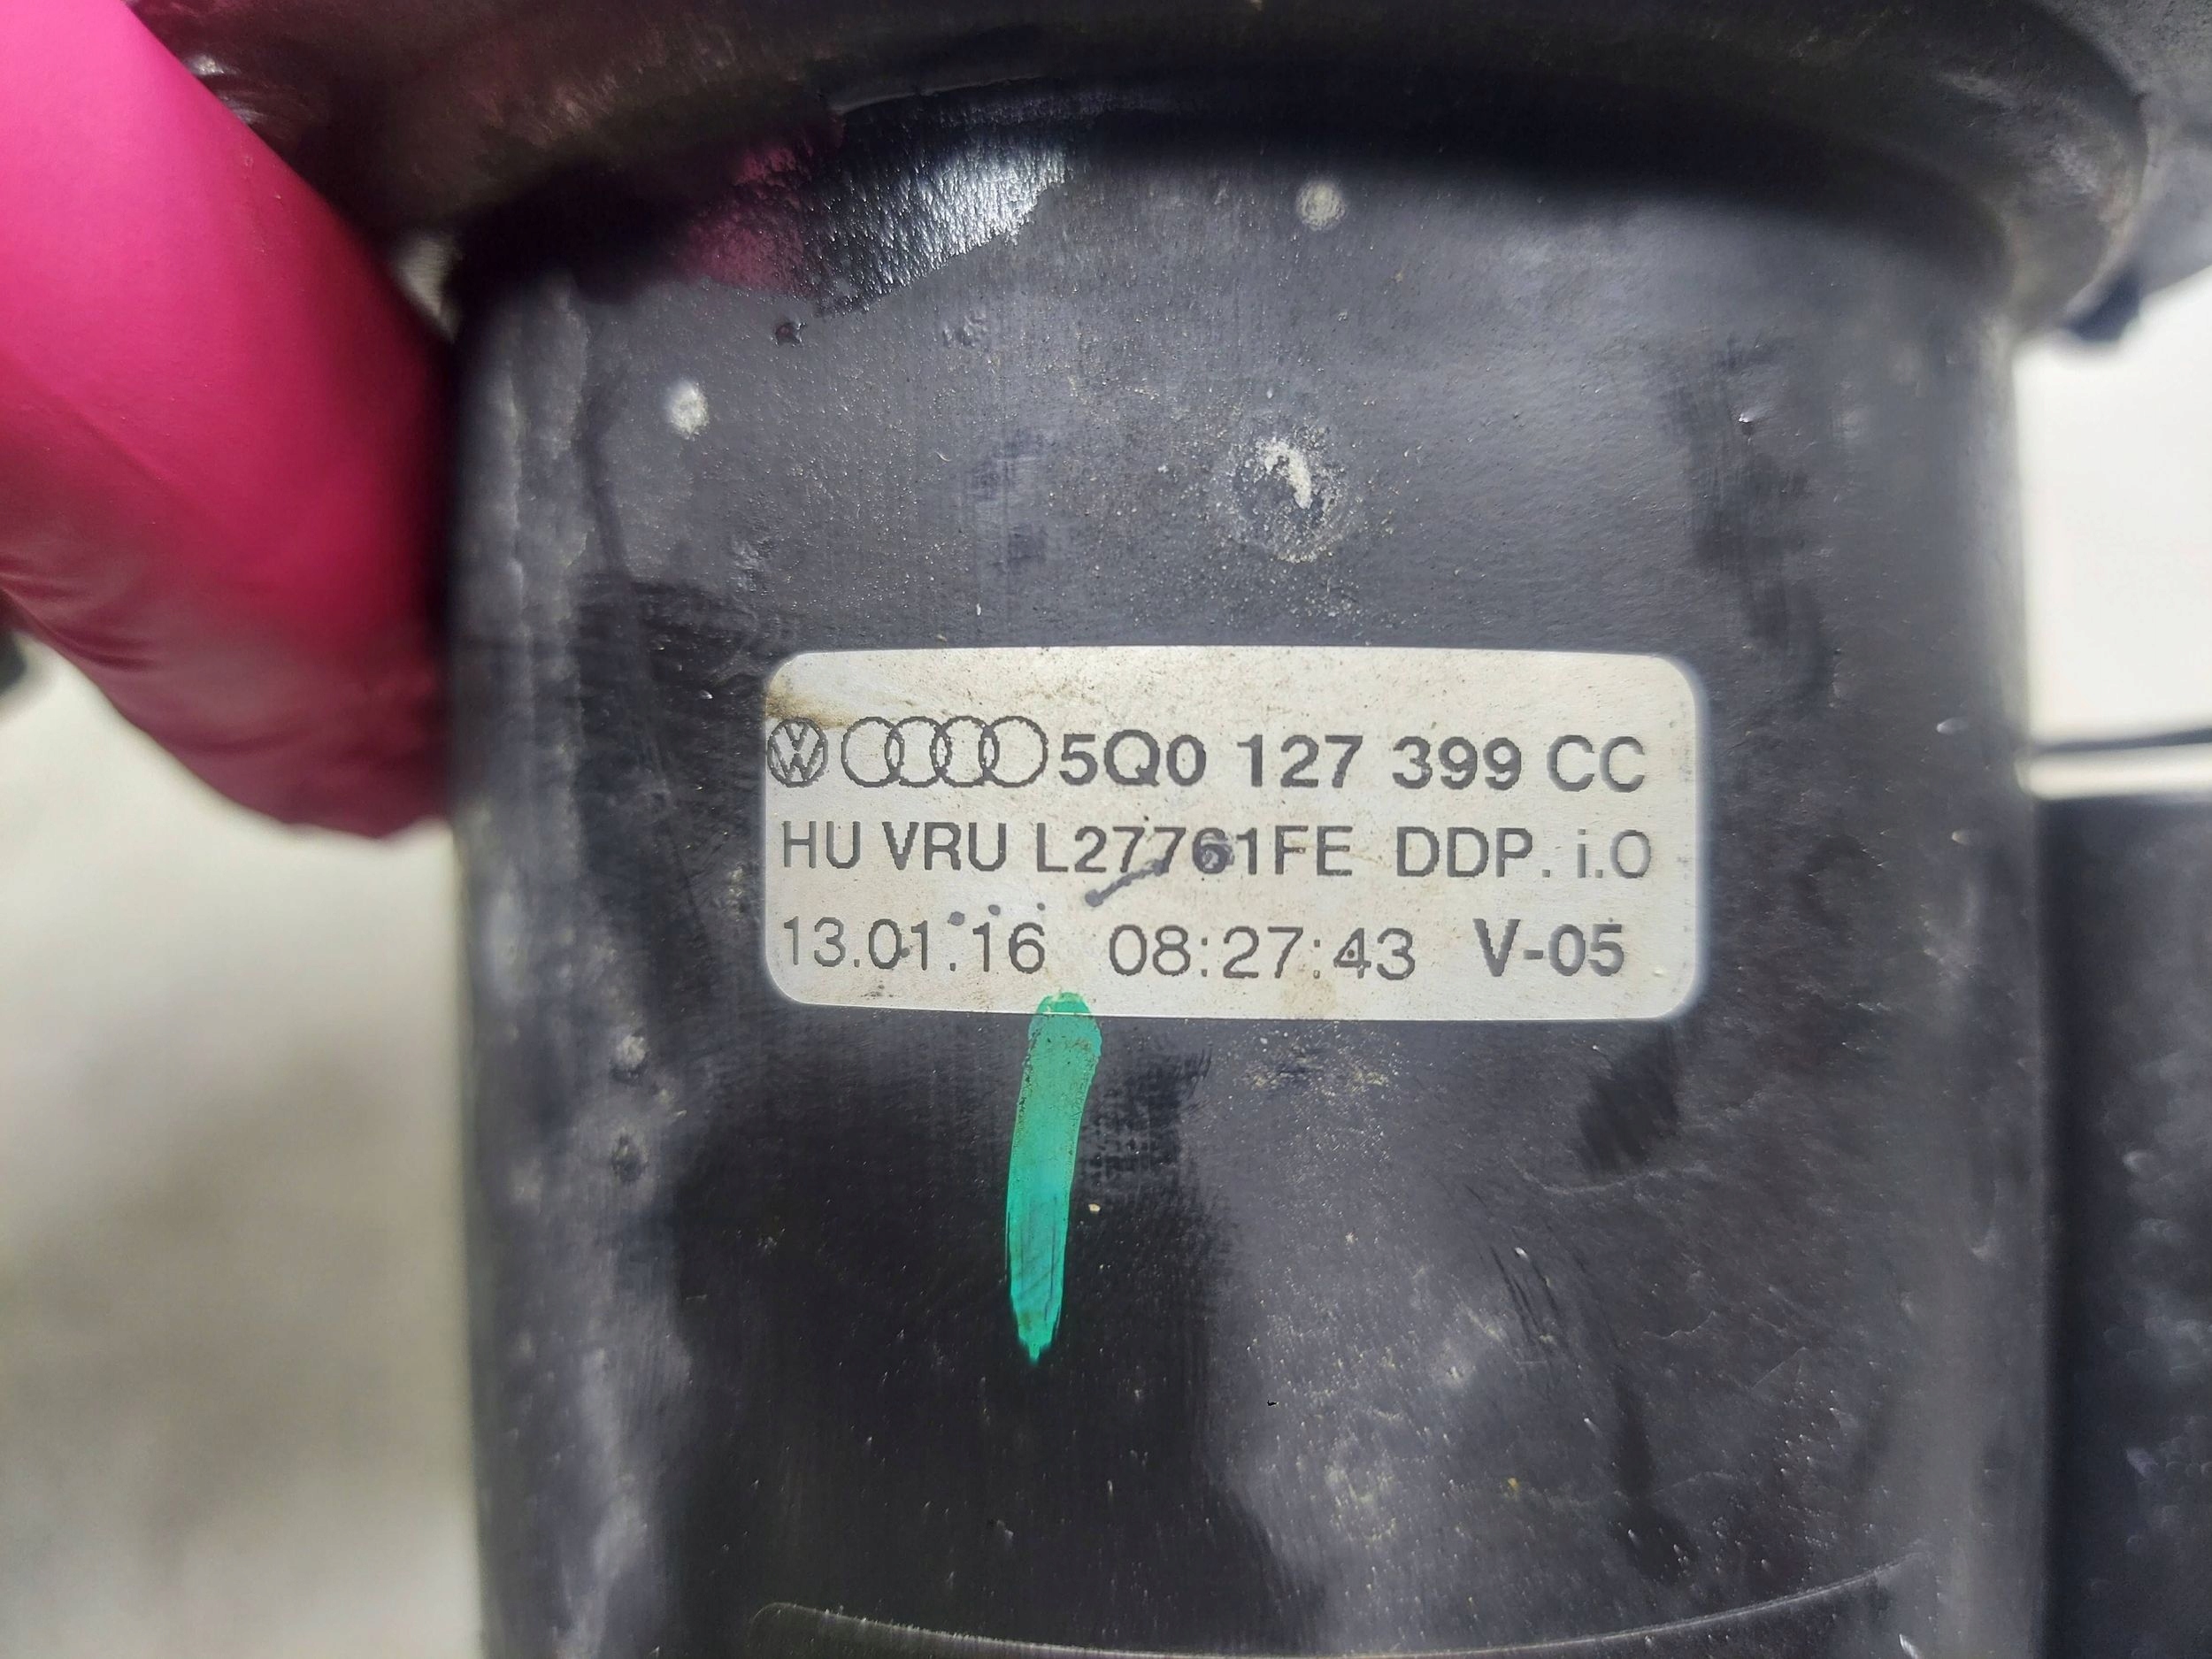 5Q0 127 399 CC
HU VRU L27761FE DDP. i.O
13.01.16 08:27:43 V-05